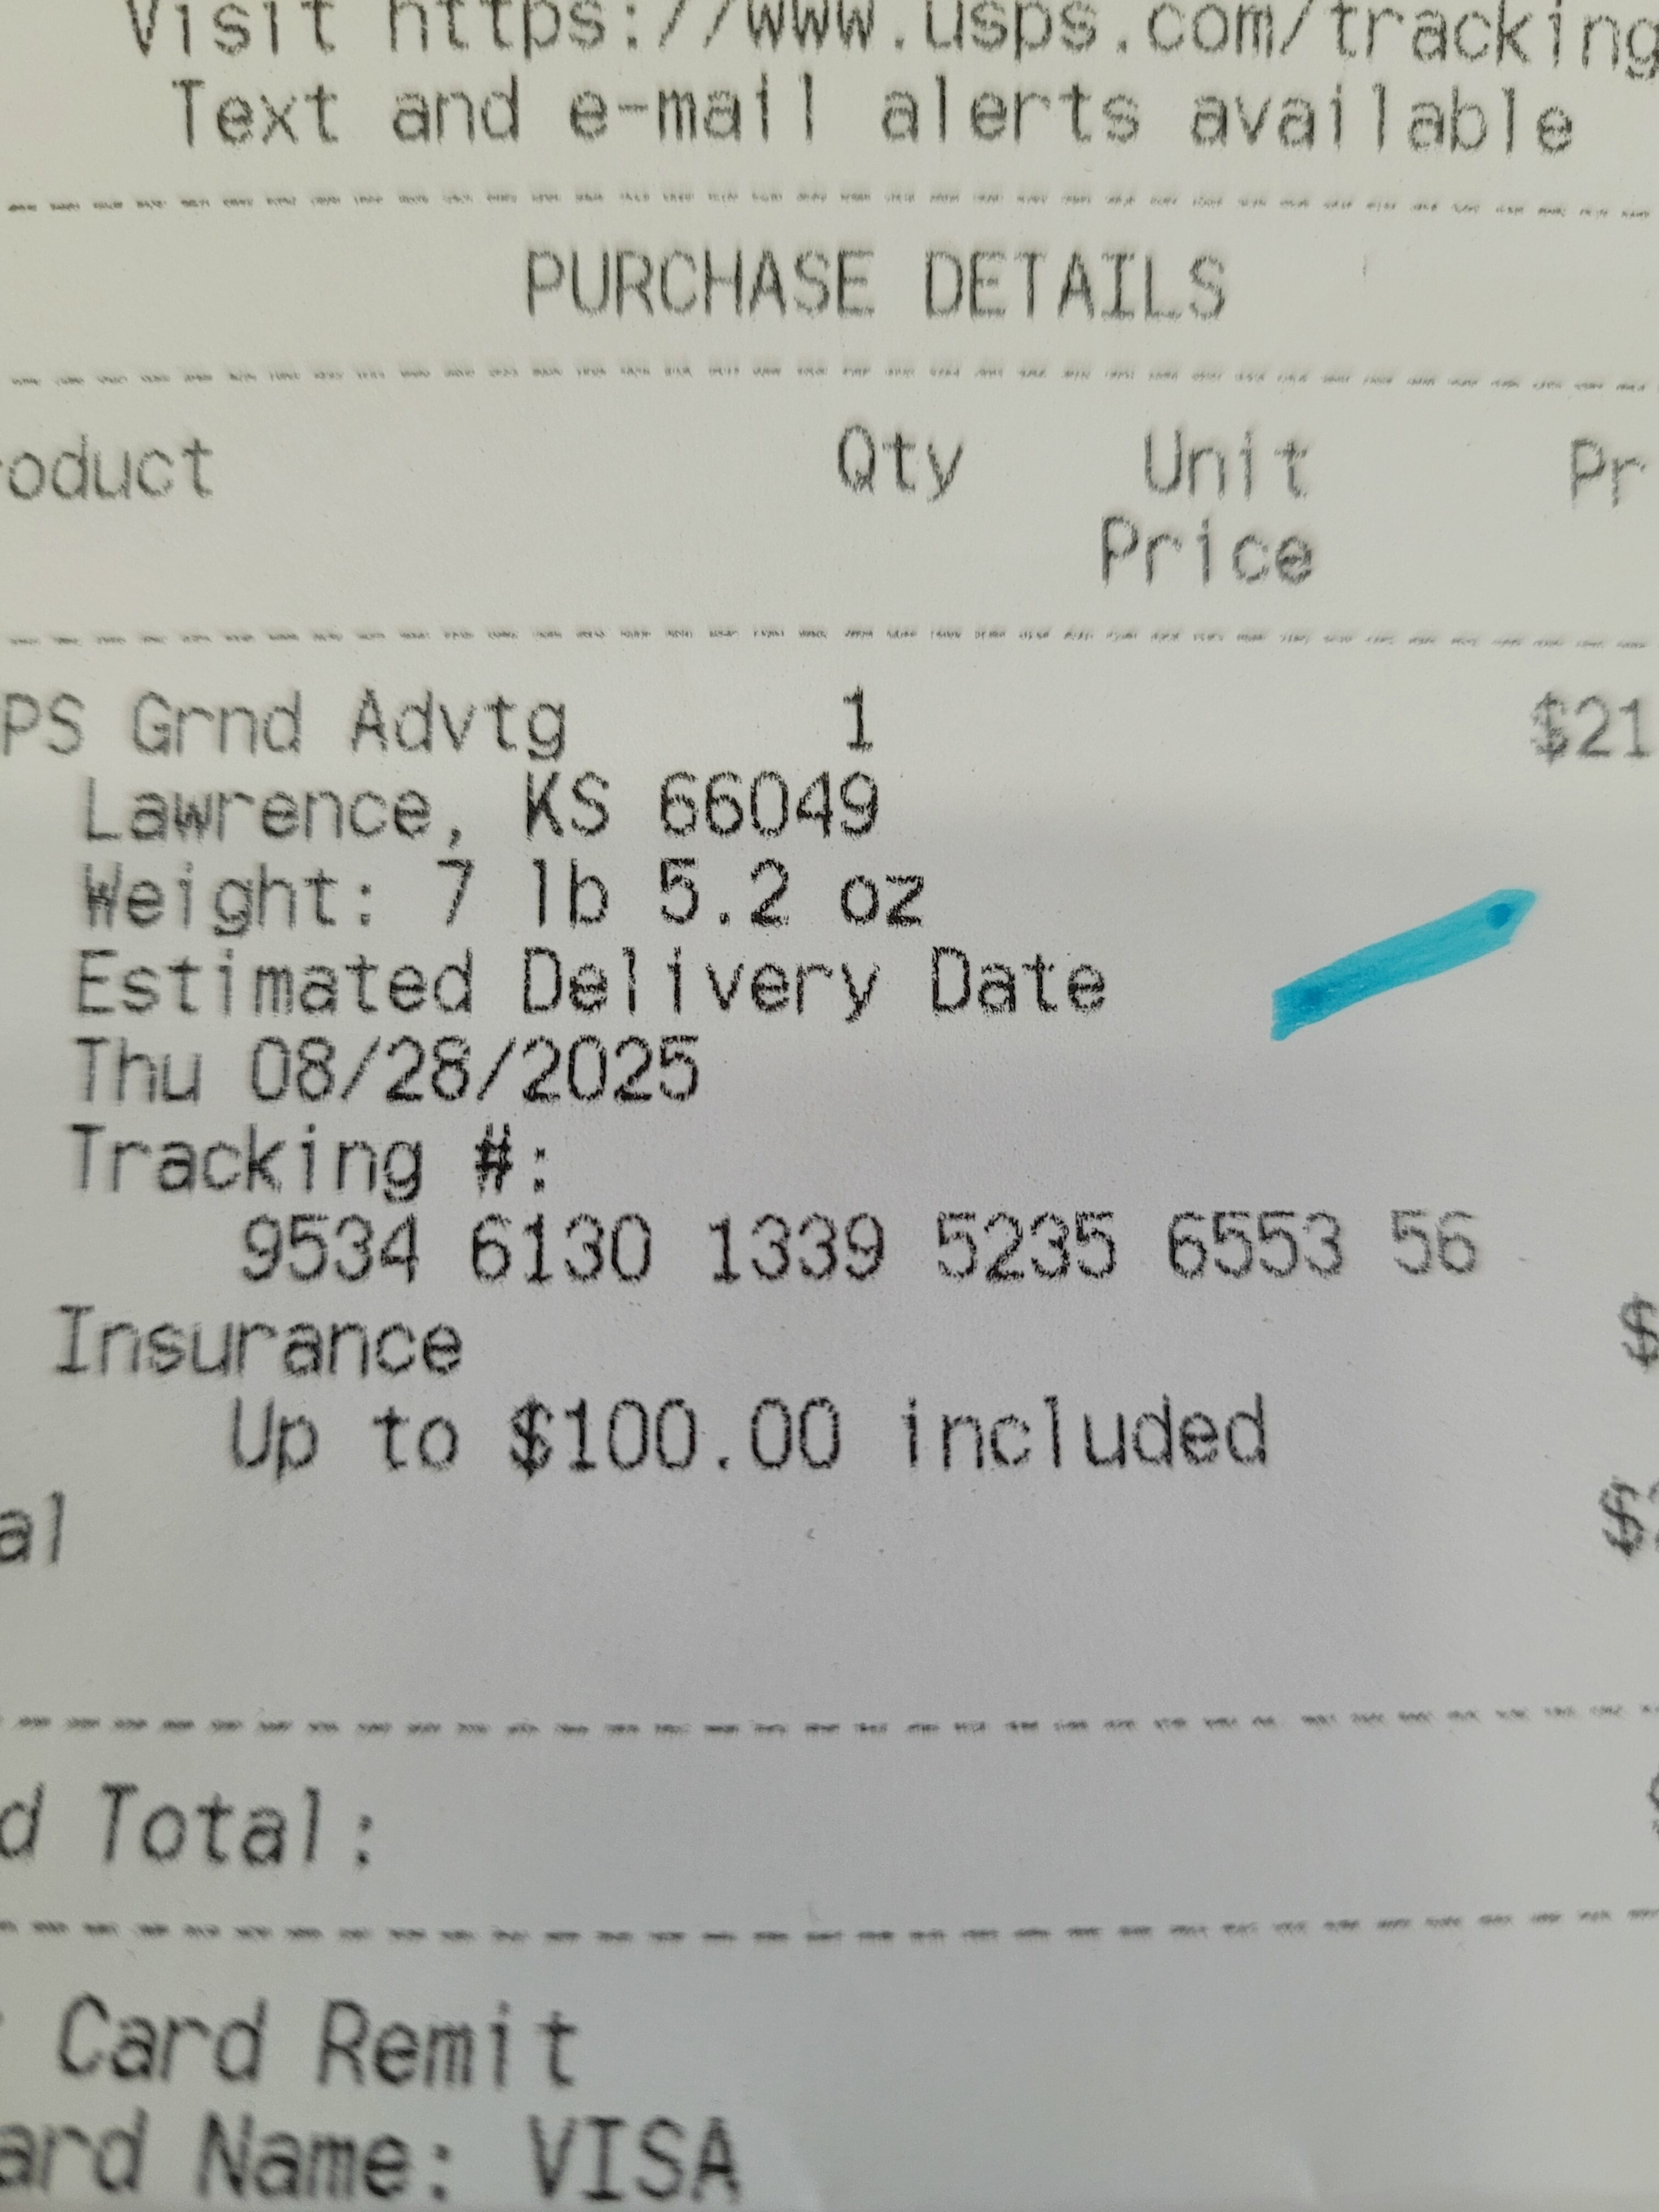 Visit https://www.usps.com/tracking
Text and e-mail alerts available
PURCHASE DETAILS
roduct Qty Unit Pr
Price
PS Grnd Advtg 1 $21
Lawrence, KS 66049
Weight: 7 lb 5.2 oz
Estimated Delivery Date
Thu 08/28/2025
Tracking #:
9534 6130 1339 5235 6553 56
Insurance $
Up to $100.00 included
al $2
d Total: $
Card Remit
ard Name: VISA